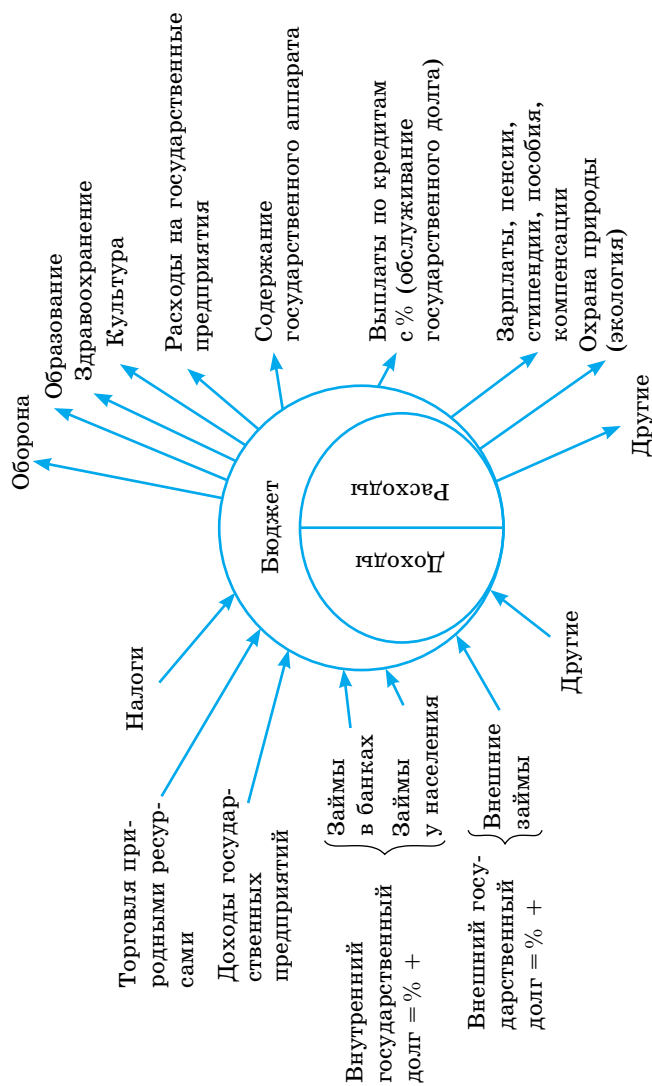 Оборона
Образование
Здравоохранение
Культура
Расходы на государственные
предприятия
Содержание
государственного аппарата
Выплаты по кредитам
с % (обслуживание
государственного долга)
Зарплаты, пенсии,
стипендии, пособия,
компенсации
Охрана природы
(экология)
Другие
Бюджет
Доходы
Расходы
Налоги
Торговля при-
родными ресур-
сами
Доходы государ-
ственных
предприятий
Займы
в банках
Займы
у населения
Внутренний
государственный
долг = % +
Внешние
займы
Внешний госу-
дарственный
долг = % +
Другие